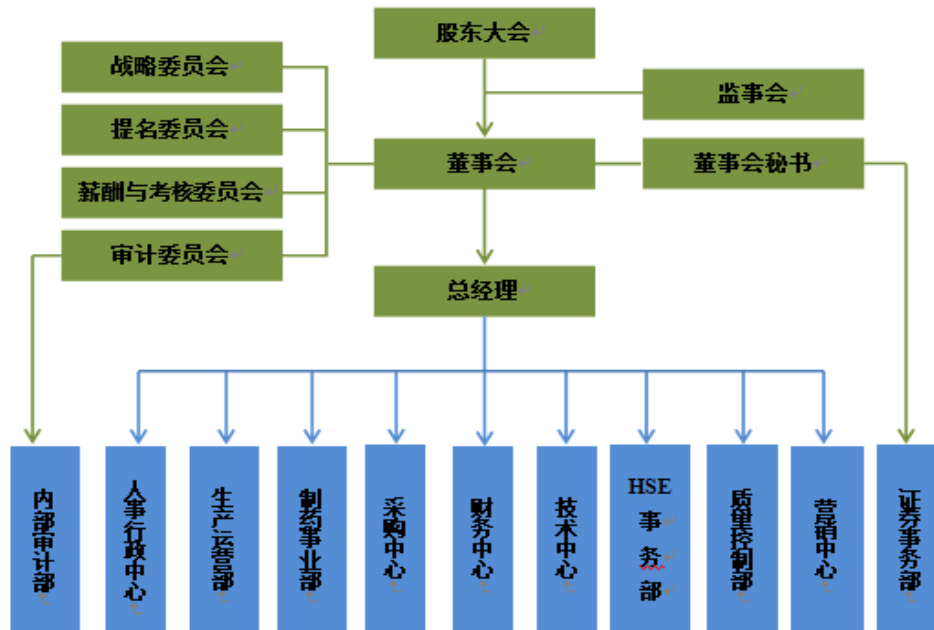 股东大会
战略委员会
监事会
提名委员会
董事会
董事会秘书
薪酬与考核委员会
审计委员会
总经理
内部审计部
人事行政中心
生产运营部
制药事业部
采购中心
财务中心
技术中心
HSE
事
务
部
质量控制部
营销中心
证券事务部